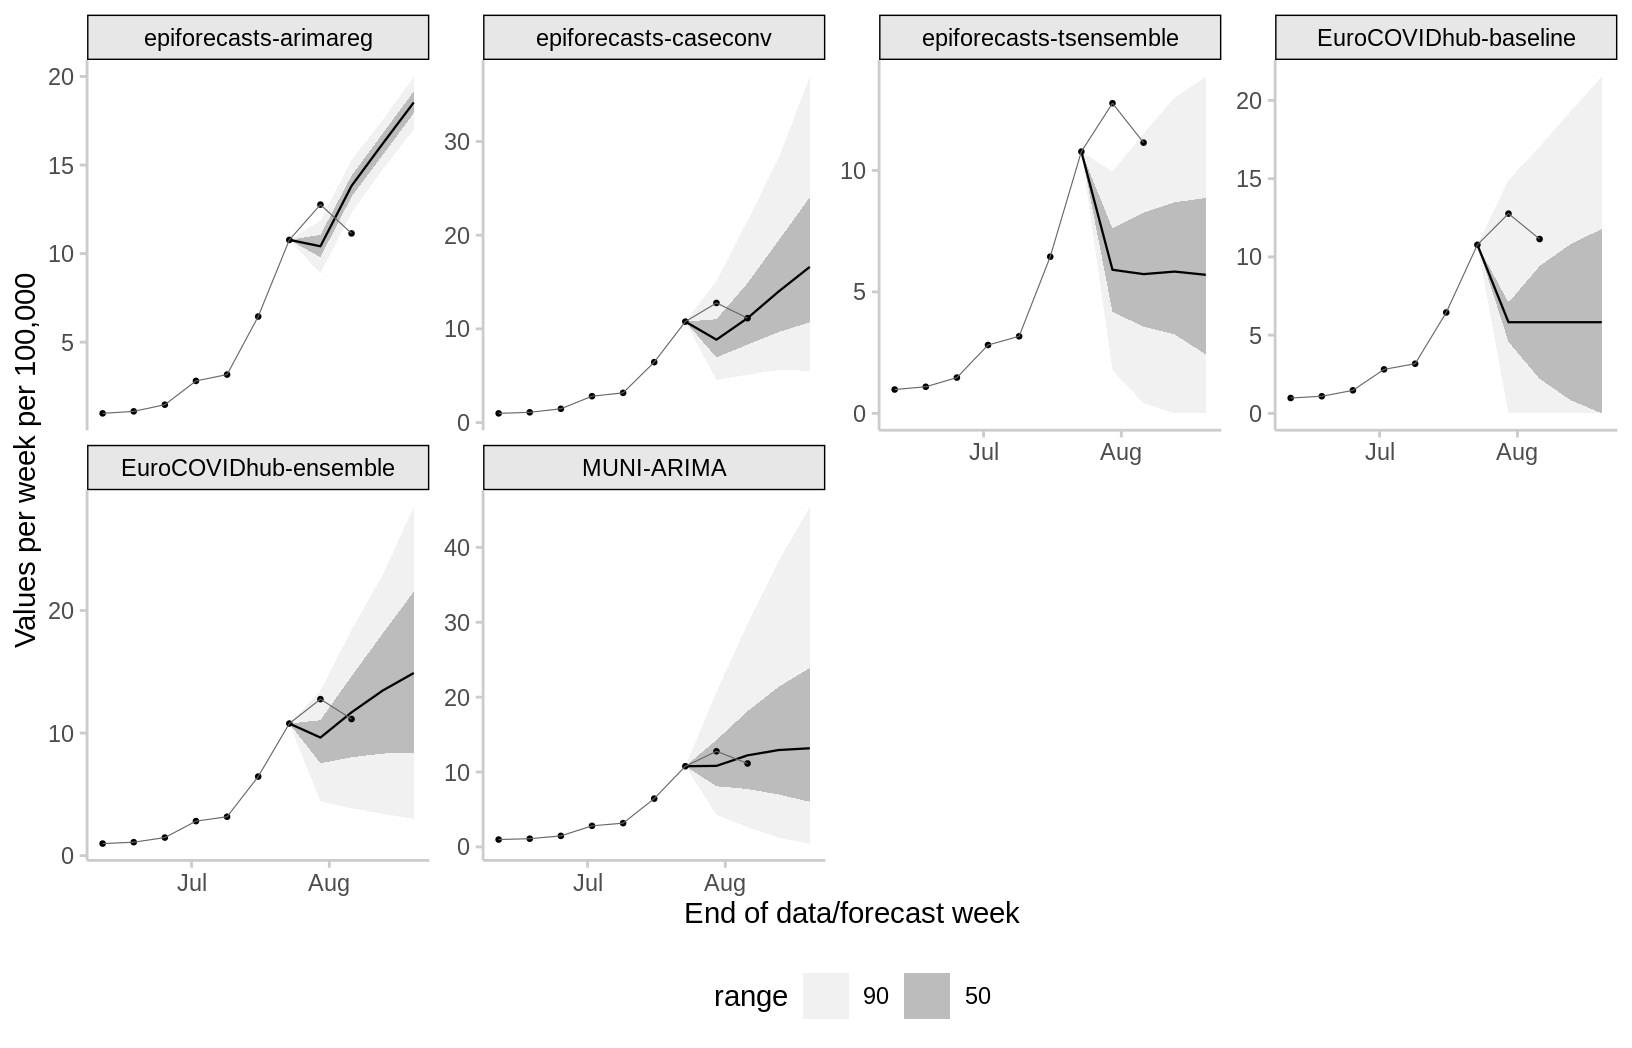 epiforecasts-arimareg
epiforecasts-caseconv
epiforecasts-tsensemble
EuroCOVIDhub-baseline
20
15
10
5
30
20
10
0
10
5
0
Jul
Aug
20
15
10
5
0
Jul
Aug
Values per week per 100,000
EuroCOVIDhub-ensemble
MUNI-ARIMA
20
10
0
Jul
Aug
40
30
20
10
0
Jul
Aug
End of data/forecast week
range 90 50